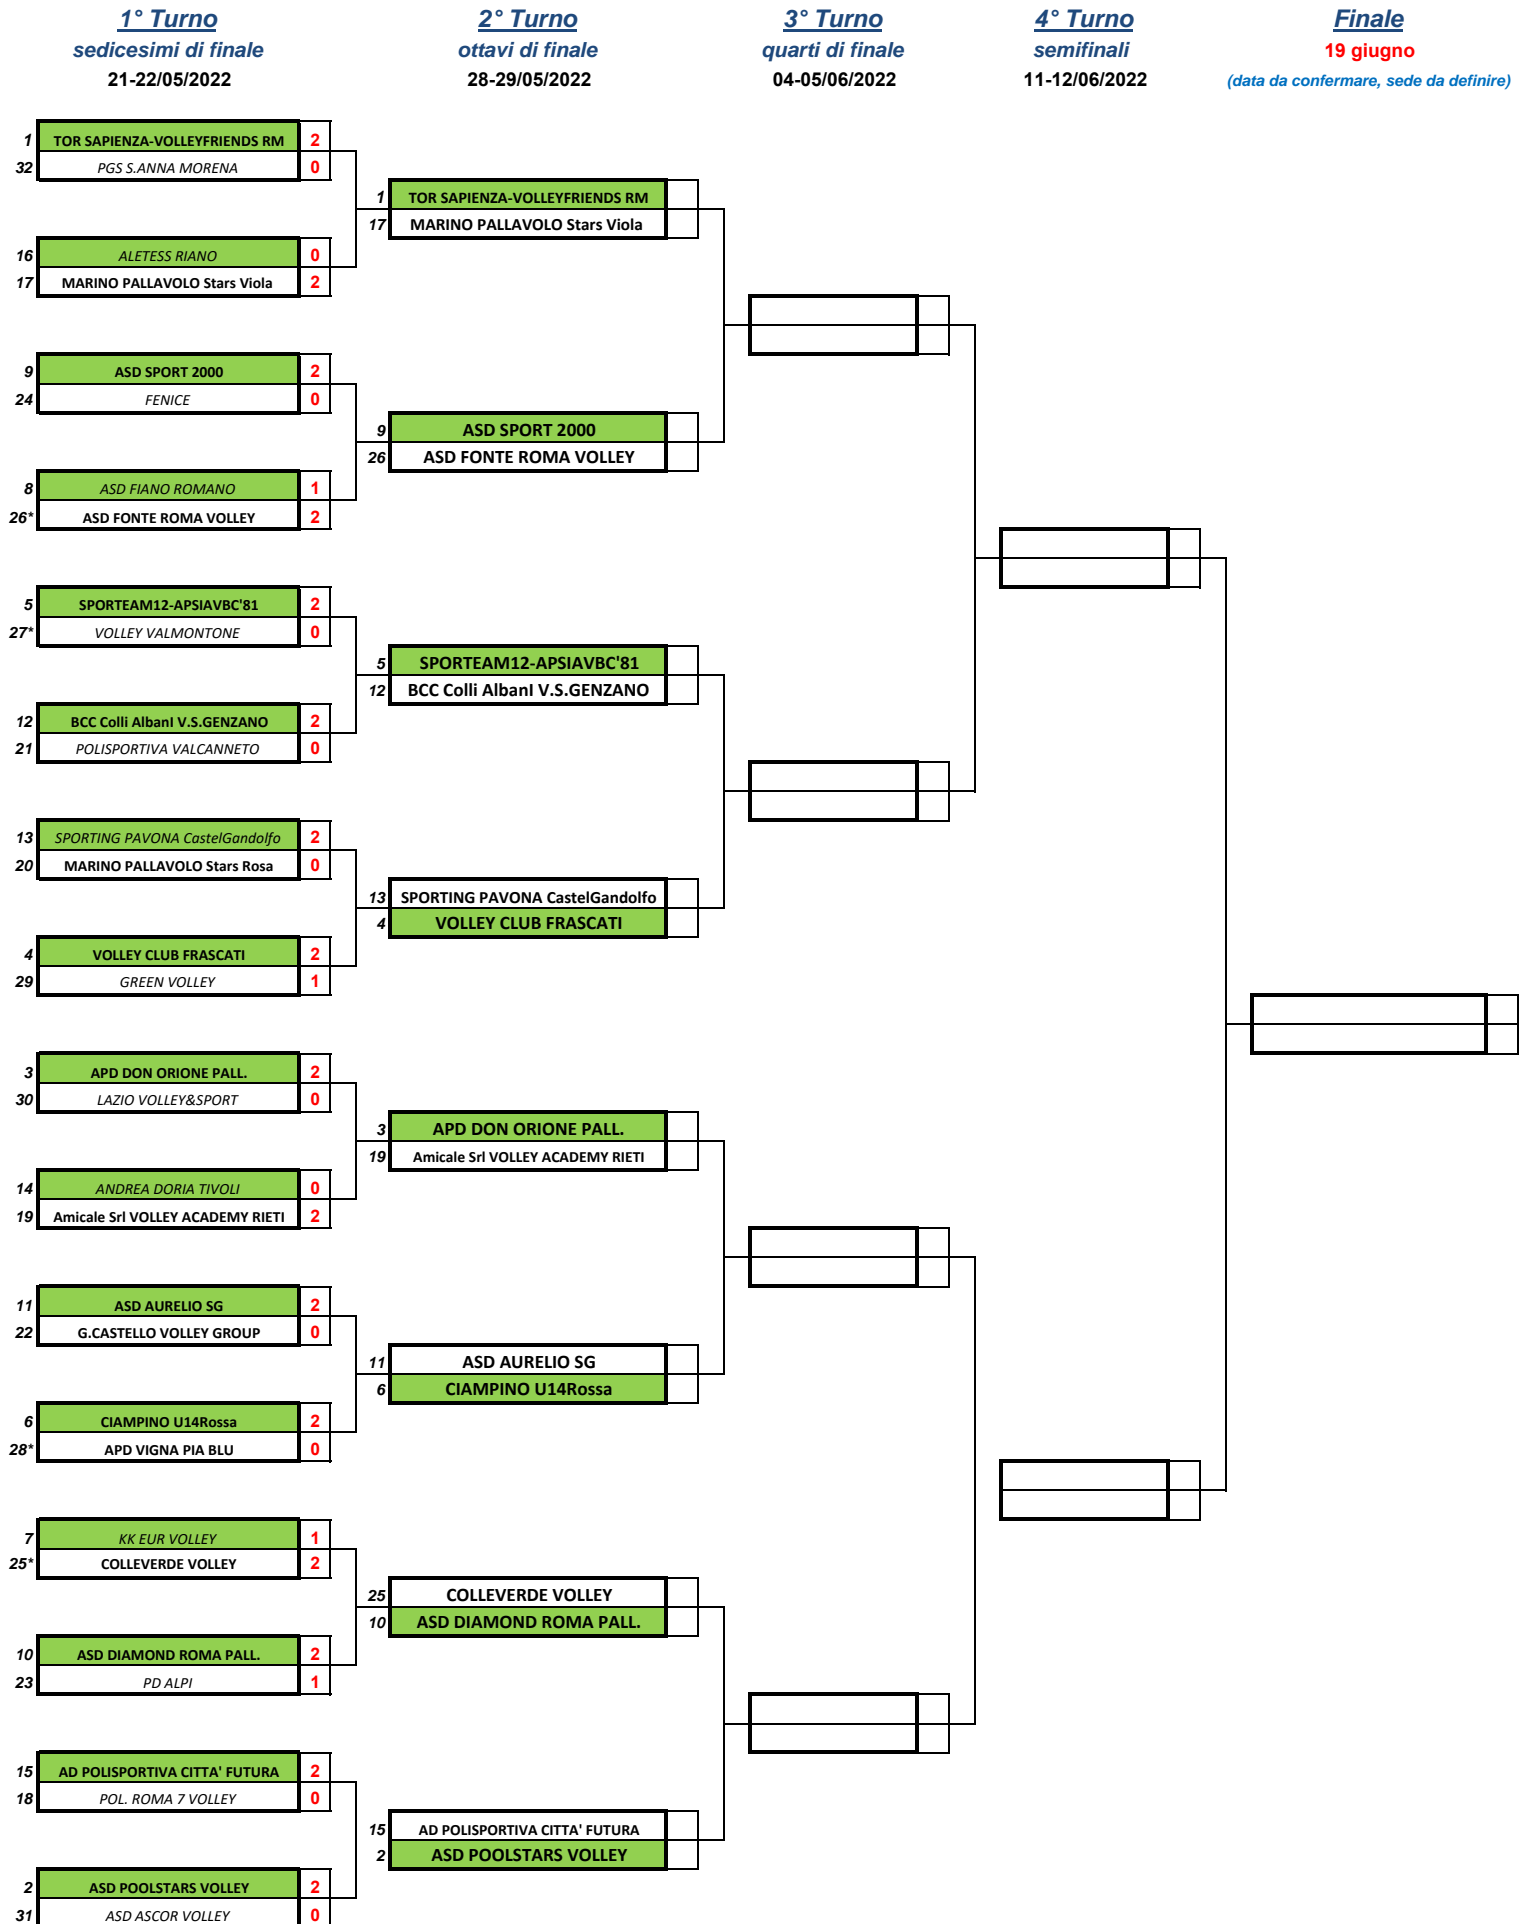 1° Turno 2° Turno 3° Turno 4° Turno Finale
sedicesimi di finale ottavi di finale quarti di finale semifinali 19 giugno
21-22/05/2022 28-29/05/2022 04-05/06/2022 11-12/06/2022 (data da confermare, sede da definire)
1 TOR SAPIENZA-VOLLEYFRIENDS RM 2
32 PGS S.ANNA MORENA 0
1 TOR SAPIENZA-VOLLEYFRIENDS RM
17 MARINO PALLAVOLO Stars Viola
16 ALETESS RIANO 0
17 MARINO PALLAVOLO Stars Viola 2
9 ASD SPORT 2000 2
24 FENICE 0
9 ASD SPORT 2000
26 ASD FONTE ROMA VOLLEY
8 ASD FIANO ROMANO 1
26* ASD FONTE ROMA VOLLEY 2
5 SPORTEAM12-APSIAVBC'81 2
27* VOLLEY VALMONTONE 0
5 SPORTEAM12-APSIAVBC'81
12 BCC Colli AlbanI V.S.GENZANO
12 BCC Colli AlbanI V.S.GENZANO 2
21 POLISPORTIVA VALCANNETO 0
13 SPORTING PAVONA CastelGandolfo 2
20 MARINO PALLAVOLO Stars Rosa 0
13 SPORTING PAVONA CastelGandolfo
4 VOLLEY CLUB FRASCATI
4 VOLLEY CLUB FRASCATI 2
29 GREEN VOLLEY 1
3 APD DON ORIONE PALL. 2
30 LAZIO VOLLEY&SPORT 0
3 APD DON ORIONE PALL.
19 Amicale Srl VOLLEY ACADEMY RIETI
14 ANDREA DORIA TIVOLI 0
19 Amicale Srl VOLLEY ACADEMY RIETI 2
11 ASD AURELIO SG 2
22 G.CASTELLO VOLLEY GROUP 0
11 ASD AURELIO SG
6 CIAMPINO U14Rossa
6 CIAMPINO U14Rossa 2
28* APD VIGNA PIA BLU 0
7 KK EUR VOLLEY 1
25* COLLEVERDE VOLLEY 2
25 COLLEVERDE VOLLEY
10 ASD DIAMOND ROMA PALL.
10 ASD DIAMOND ROMA PALL. 2
23 PD ALPI 1
15 AD POLISPORTIVA CITTA' FUTURA 2
18 POL. ROMA 7 VOLLEY 0
15 AD POLISPORTIVA CITTA' FUTURA
2 ASD POOLSTARS VOLLEY
2 ASD POOLSTARS VOLLEY 2
31 ASD ASCOR VOLLEY 0